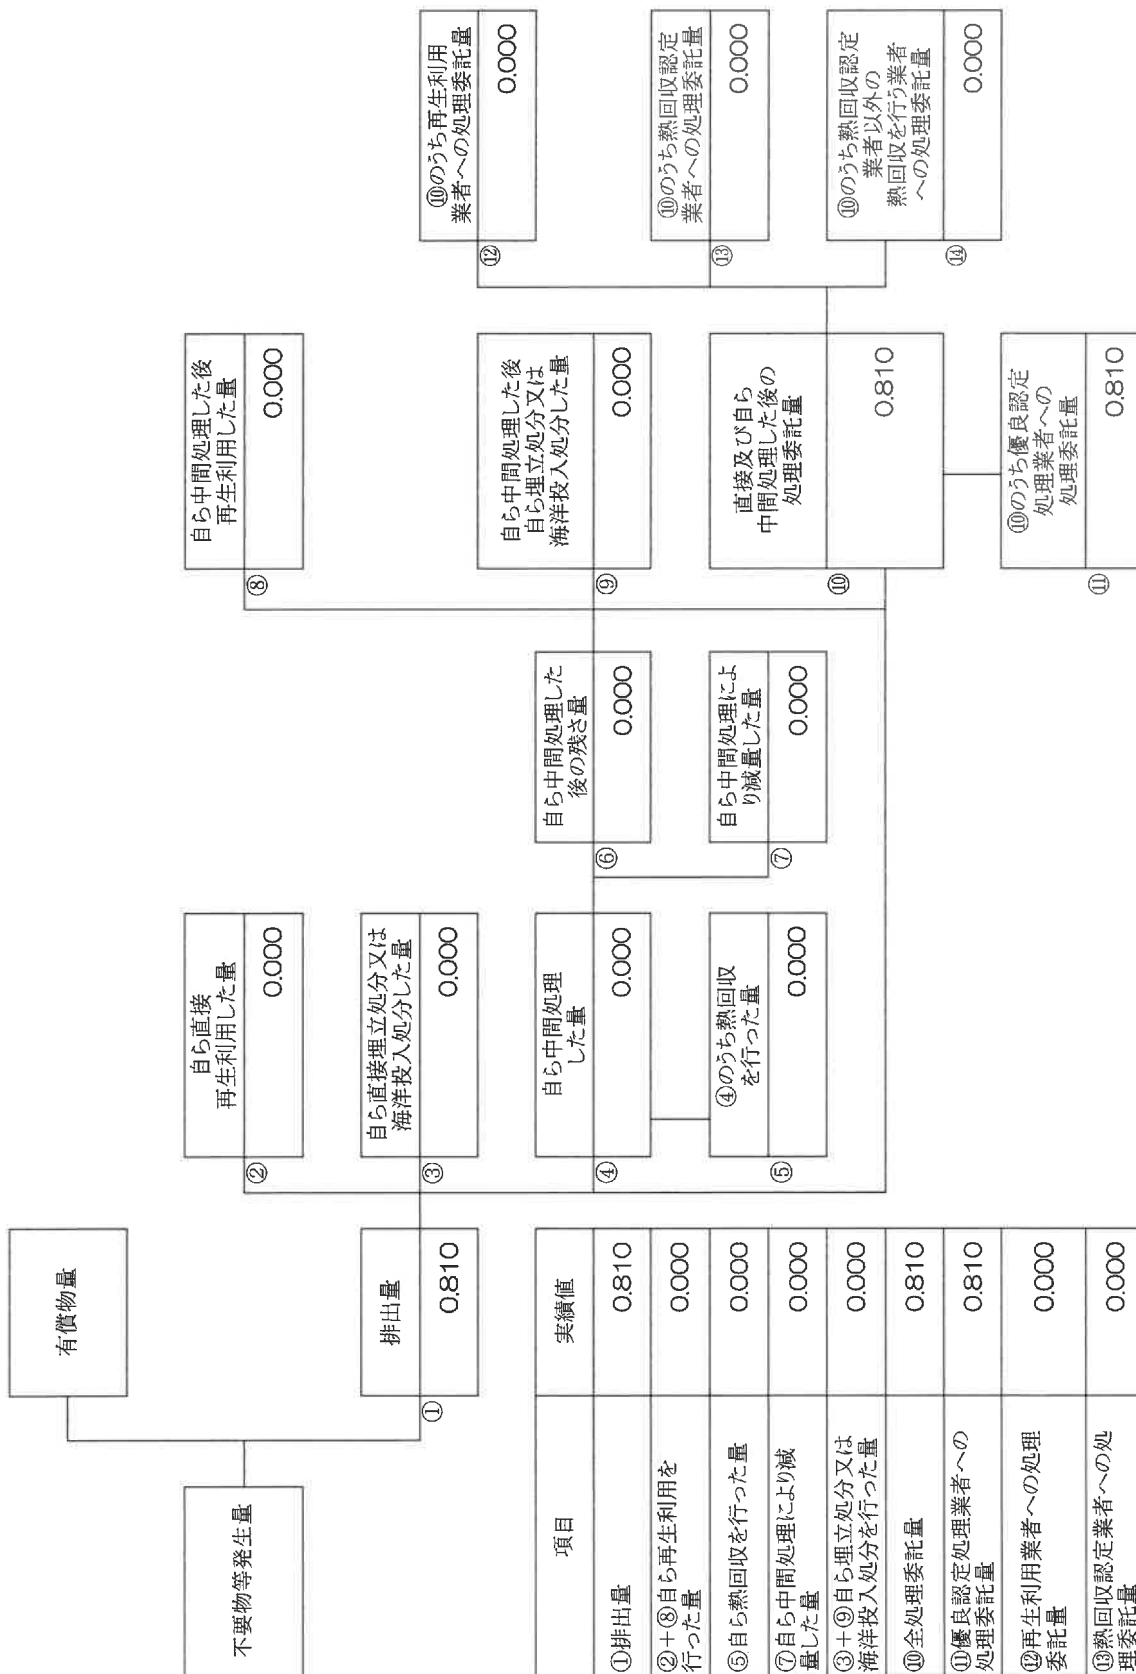 不要物等発生量
有償物量
排出量
①
0.810
自ら直接
再生利用した量
②
0.000
自ら直接埋立処分又は
海洋投入処分した量
③
0.000
自ら中間処理
した量
④
0.000
④のうち熱回収
を行った量
⑤
0.000
自ら中間処理した
後の残さ量
⑥
0.000
自ら中間処理によ
り減量した量
⑦
0.000
自ら中間処理した後
再生利用した量
⑧
0.000
自ら中間処理した後
自ら埋立処分又は
海洋投入処分した量
⑨
0.000
直接及び自ら
中間処理した後の
処理委託量
⑩
0.810
⑩のうち優良認定
処理業者への
処理委託量
⑪
0.810
⑩のうち再生利用
業者への処理委託量
⑫
0.000
⑩のうち熱回収認定
業者への処理委託量
⑬
0.000
⑩のうち熱回収認定
業者以外の
熱回収を行う業者
への処理委託量
⑭
0.000
項目
実績値
①排出量
0.810
②+⑧自ら再生利用を
行った量
0.000
⑤自ら熱回収を行った量
0.000
⑦自ら中間処理により減
量した量
0.000
③+⑨自ら埋立処分又は
海洋投入処分を行った量
0.000
⑩全処理委託量
0.810
⑪優良認定処理業者への
処理委託量
0.810
⑫再生利用業者への処理
委託量
0.000
⑬熱回収認定業者への処
理委託量
0.000